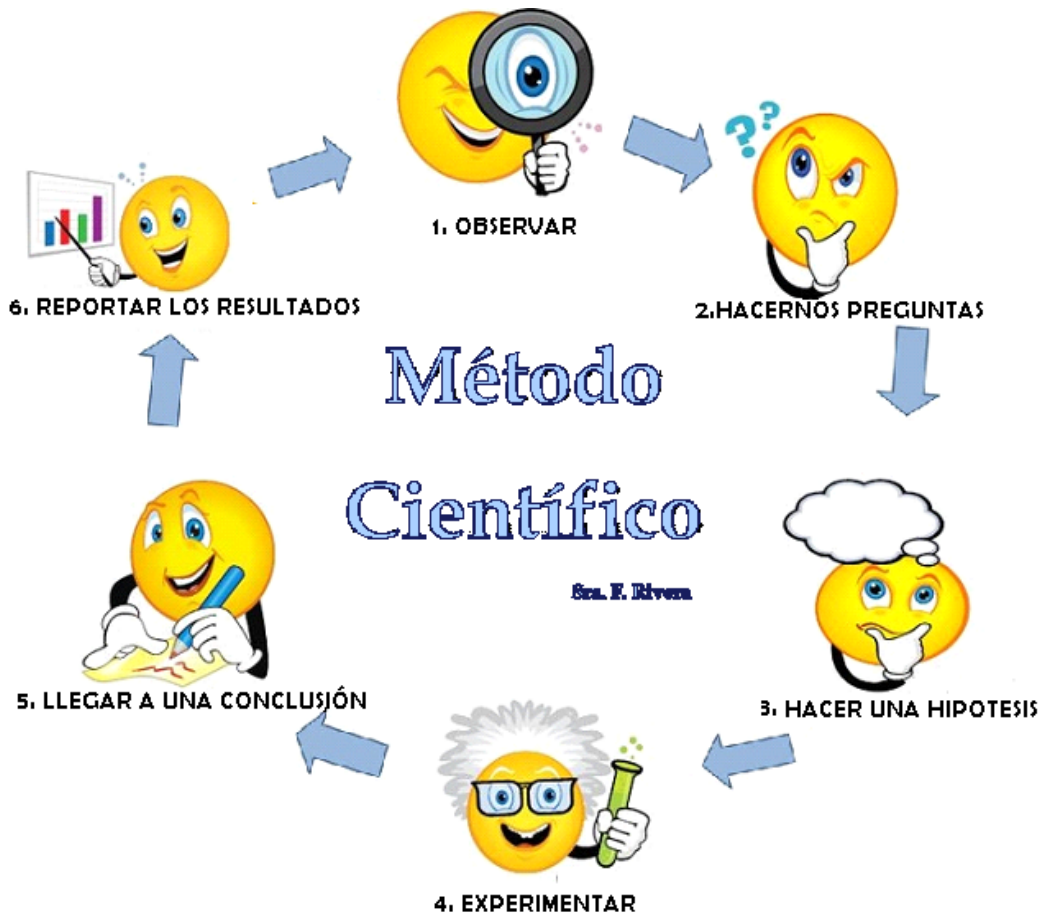 1. OBSERVAR
??
2.HACERNOS PREGUNTAS
3. HACER UNA HIPOTESIS
4. EXPERIMENTAR
5. LLEGAR A UNA CONCLUSIÓN
6. REPORTAR LOS RESULTADOS
Método
Científico
Sra. F. Rivera